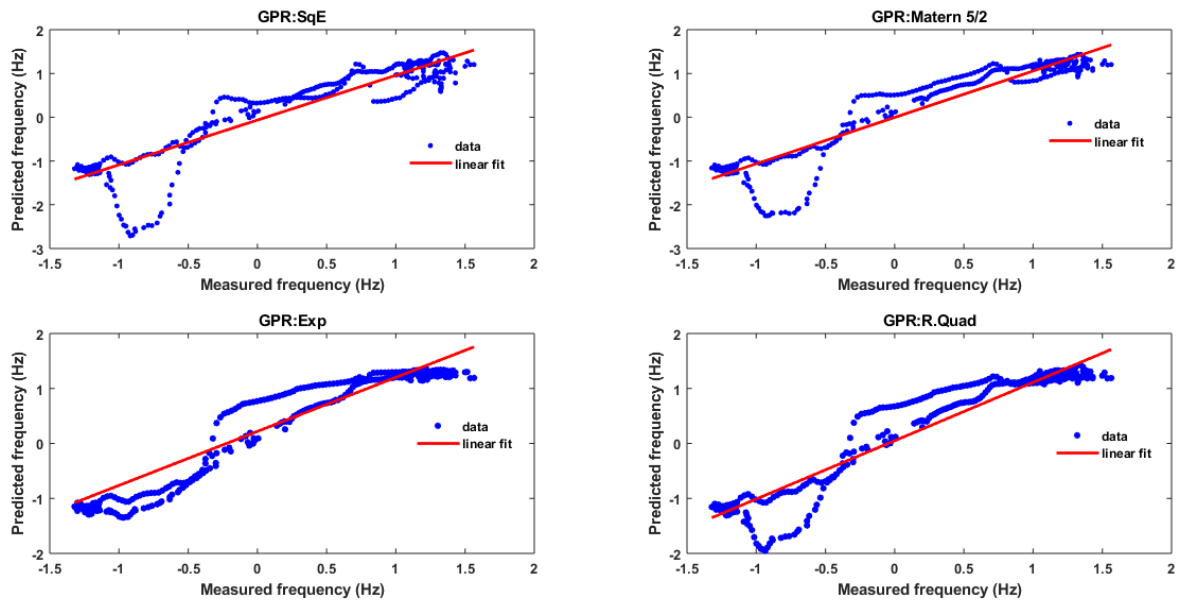 GPR:SqE
2
1
0
-1
-2
-3
Predicted frequency (Hz)
data
linear fit
-1.5 -1 -0.5 0 0.5 1 1.5 2
Measured frequency (Hz)
GPR:Matern 5/2
2
1
0
-1
-2
-3
Predicted frequency (Hz)
data
linear fit
-1.5 -1 -0.5 0 0.5 1 1.5 2
Measured frequency (Hz)
GPR:Exp
2
1
0
-1
-2
Predicted frequency (Hz)
data
linear fit
-1.5 -1 -0.5 0 0.5 1 1.5 2
Measured frequency (Hz)
GPR:R.Quad
2
1
0
-1
-2
Predicted frequency (Hz)
data
linear fit
-1.5 -1 -0.5 0 0.5 1 1.5 2
Measured frequency (Hz)